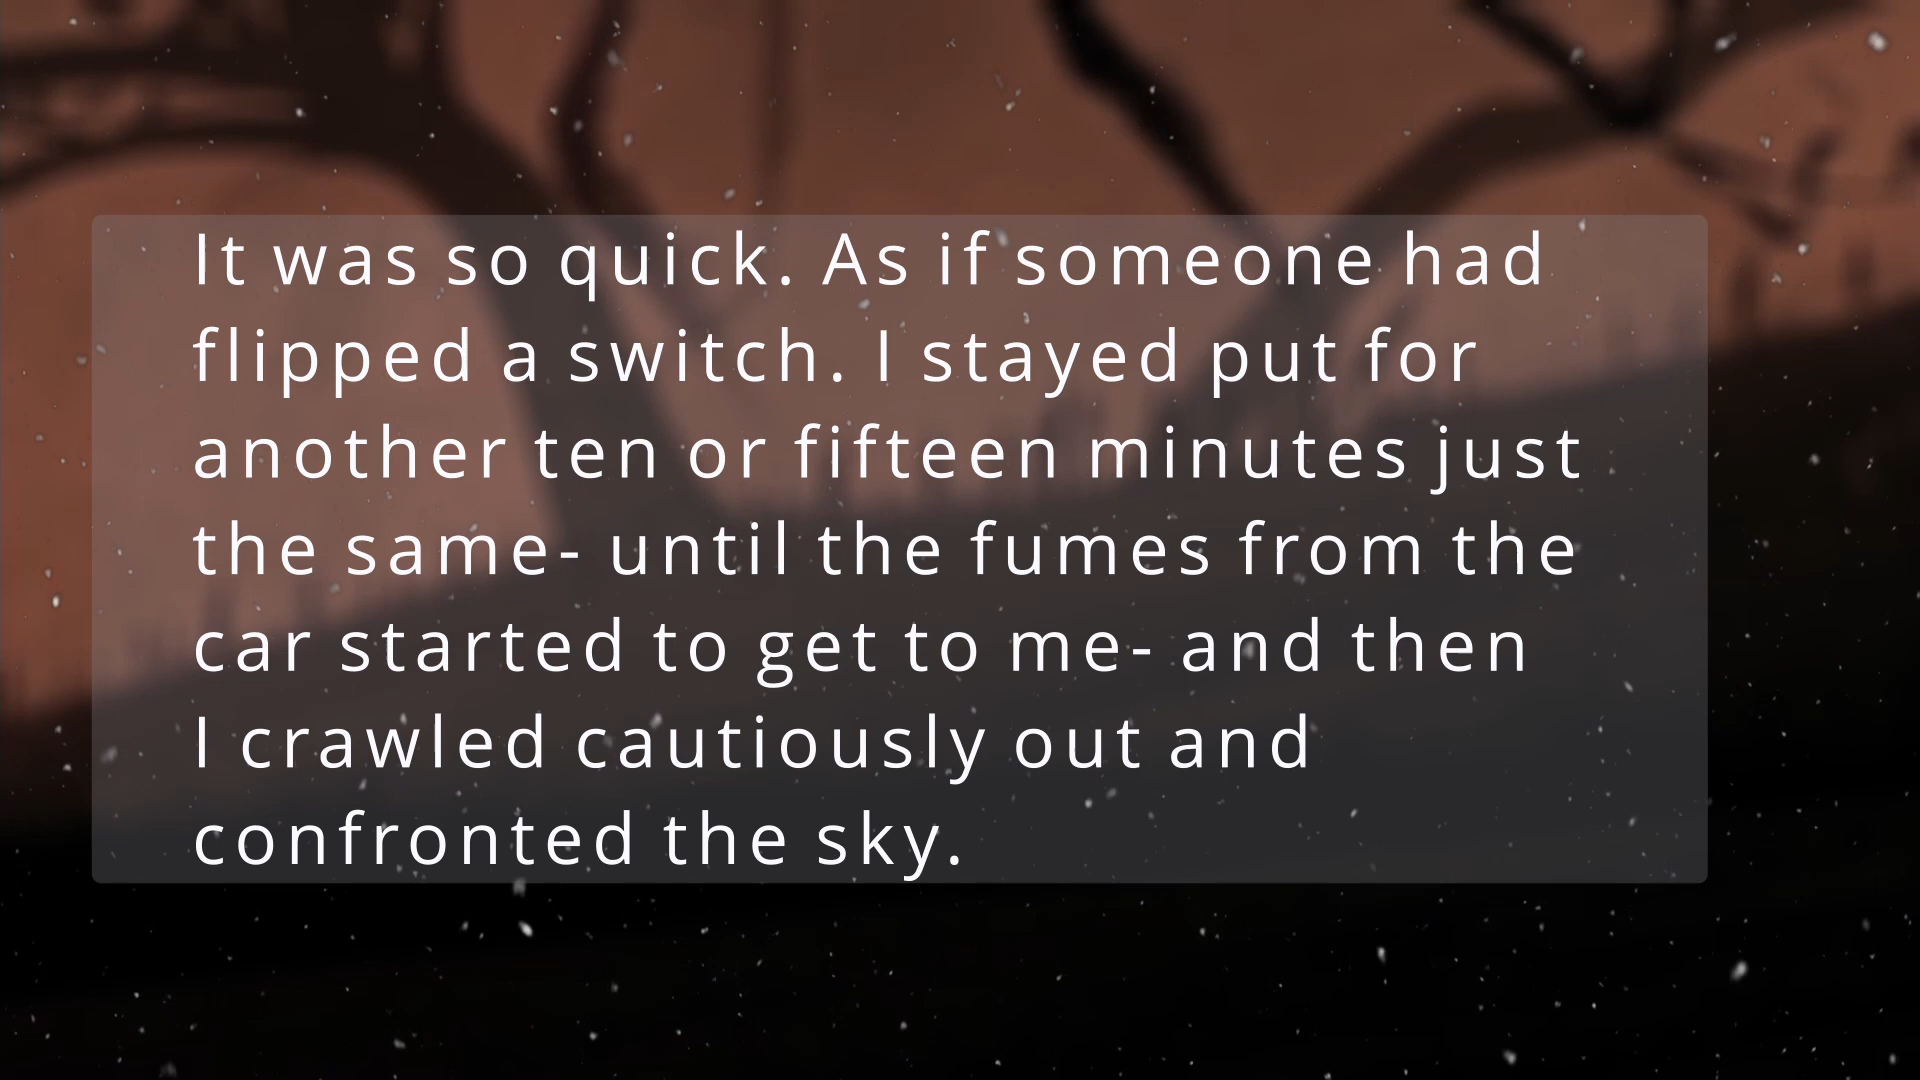 It was so quick. As if someone had
flipped a switch. I stayed put for
another ten or fifteen minutes just
the same- until the fumes from the
car started to get to me- and then
I crawled cautiously out and
confronted the sky.